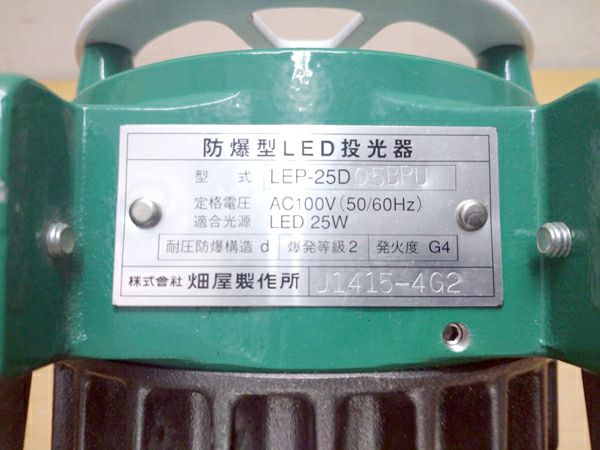 防爆型LED投光器
型式 LEP-25D 05BPU
定格電圧 AC100V(50/60Hz)
適合光源 LED 25W
耐圧防爆構造 d 爆発等級 2 発火度 G4
株式會社 畑屋製作所 J1415-4G2